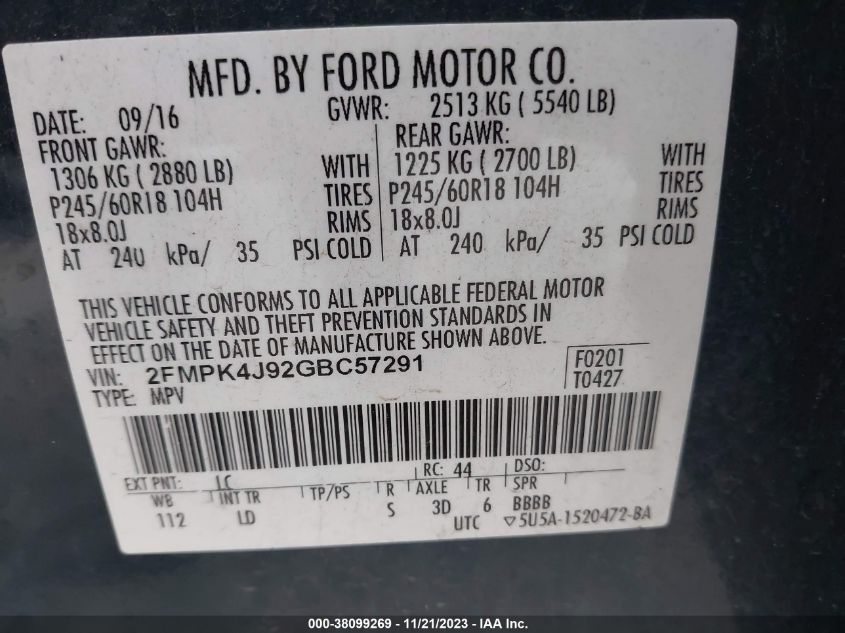 MFD. BY FORD MOTOR CO.
DATE: 09/16 GVWR: 2513 KG ( 5540 LB)
FRONT GAWR: REAR GAWR:
1306 KG ( 2880 LB) WITH 1225 KG ( 2700 LB) WITH
P245/60R18 104H TIRES P245/60R18 104H TIRES
18x8.0J RIMS 18x8.0J RIMS
AT 240 kPa/ 35 PSI COLD AT 240 kPa/ 35 PSI COLD
THIS VEHICLE CONFORMS TO ALL APPLICABLE FEDERAL MOTOR
VEHICLE SAFETY AND THEFT PREVENTION STANDARDS IN
EFFECT ON THE DATE OF MANUFACTURE SHOWN ABOVE.
VIN: 2FMPK4J92GBC57291 F0201
TYPE: MPV T0427
EXT PNT: LC RC: 44 DSO:
WB INT TR TP/PS R AXLE TR SPR
112 LD S 3D 6 BBBB
UTC ▽5U5A-1520472-BA
000-38099269 - 11/21/2023 - IAAI.COM